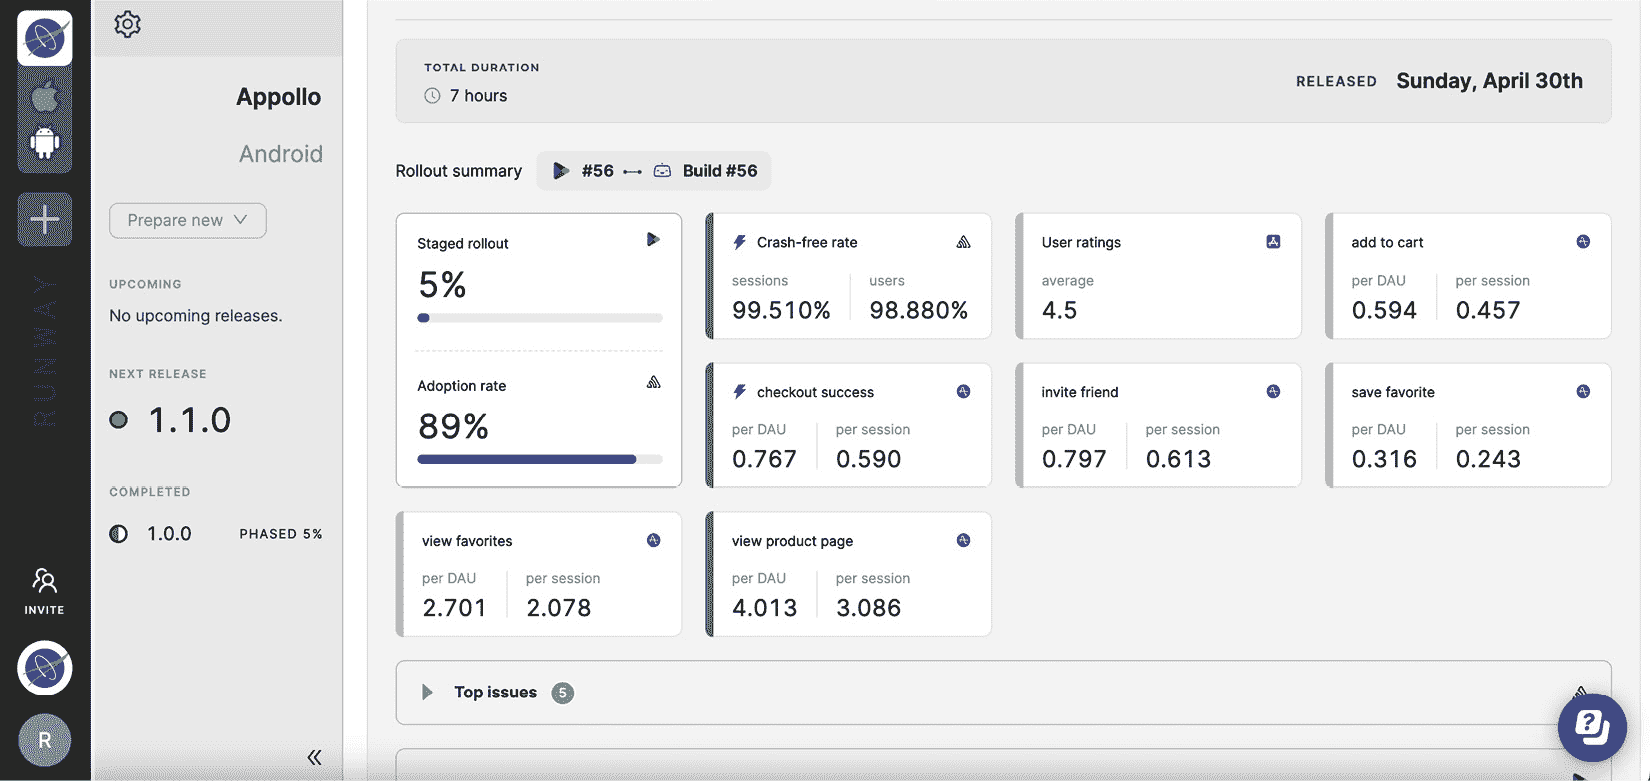 Appollo
Android
Prepare new
UPCOMING
No upcoming releases.
NEXT RELEASE
1.1.0
COMPLETED
1.0.0 PHASED 5%
RUNWAY
INVITE
R
TOTAL DURATION
7 hours
RELEASED Sunday, April 30th
Rollout summary #56 Build #56
Staged rollout
5%
Adoption rate
89%
Crash-free rate
sessions users
99.510% 98.880%
User ratings
average
4.5
add to cart
per DAU per session
0.594 0.457
checkout success
per DAU per session
0.767 0.590
invite friend
per DAU per session
0.797 0.613
save favorite
per DAU per session
0.316 0.243
view favorites
per DAU per session
2.701 2.078
view product page
per DAU per session
4.013 3.086
Top issues 5